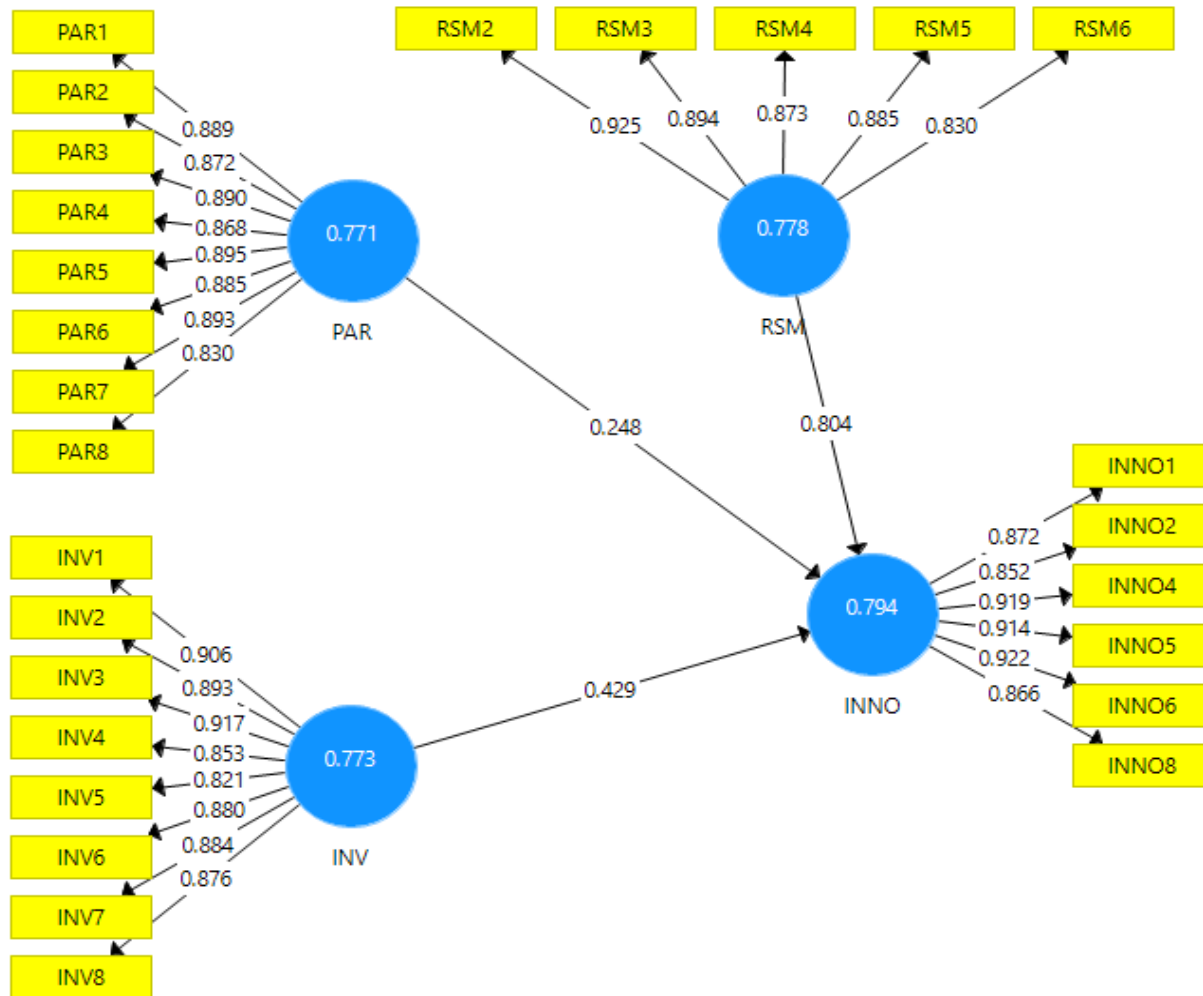 PAR1
PAR2
PAR3
PAR4
PAR5
PAR6
PAR7
PAR8
0.889
0.872
0.890
0.868
0.895
0.885
0.893
0.830
0.771
PAR
RSM2
RSM3
RSM4
RSM5
RSM6
0.925
0.894
0.873
0.885
0.830
0.778
RSM
0.248
0.804
INV1
INV2
INV3
INV4
INV5
INV6
INV7
INV8
0.906
0.893
0.917
0.853
0.821
0.880
0.884
0.876
0.773
INV
0.429
0.794
INNO
0.872
0.852
0.919
0.914
0.922
0.866
INNO1
INNO2
INNO4
INNO5
INNO6
INNO8